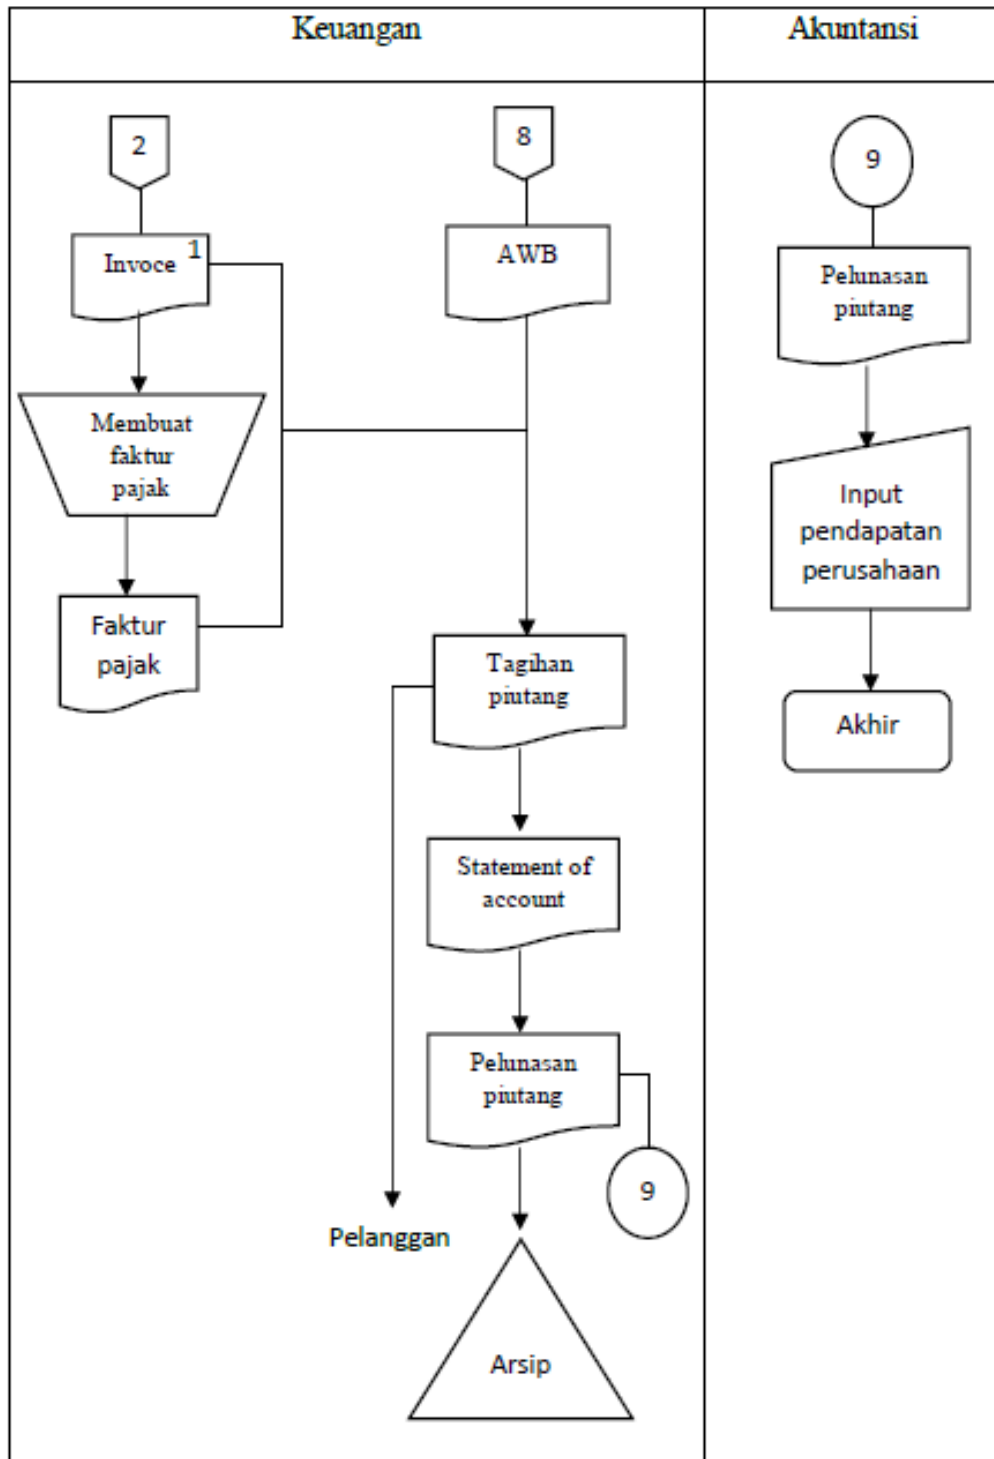 Keuangan
Akuntansi
2
Invoce 1
Membuat
faktur
pajak
Faktur
pajak
8
AWB
Tagihan
piutang
Statement of
account
Pelunasan
piutang
9
Pelanggan
Arsip
9
Pelunasan
piutang
Input
pendapatan
perusahaan
Akhir